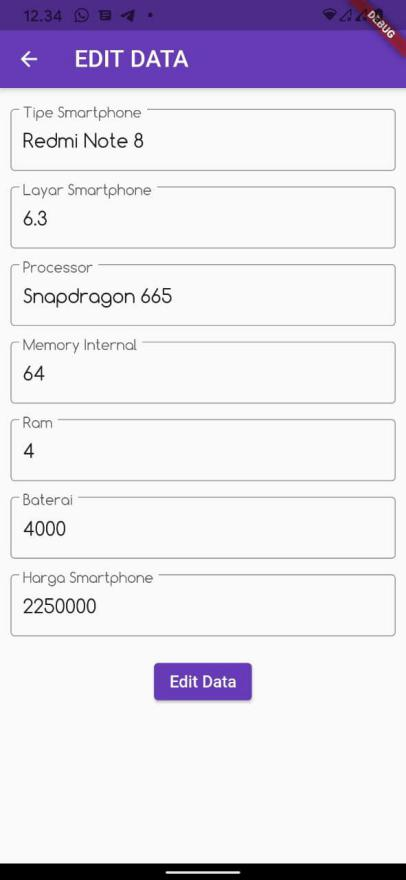 12.34
DEBUG
EDIT DATA
Tipe Smartphone
Redmi Note 8
Layar Smartphone
6.3
Processor
Snapdragon 665
Memory Internal
64
Ram
4
Baterai
4000
Harga Smartphone
2250000
Edit Data